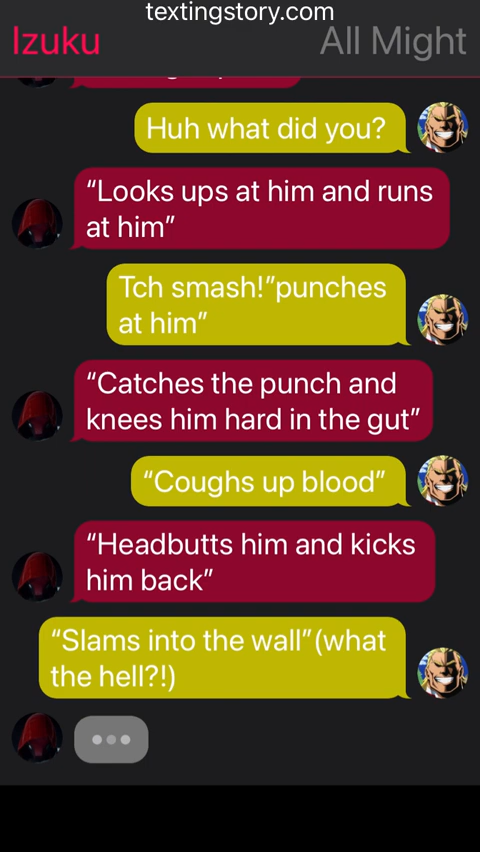 textingstory.com
Izuku
All Might
Huh what did you?
“Looks ups at him and runs
at him”
Tch smash!”punches
at him”
“Catches the punch and
knees him hard in the gut”
“Coughs up blood”
“Headbutts him and kicks
him back”
“Slams into the wall”(what
the hell?!)